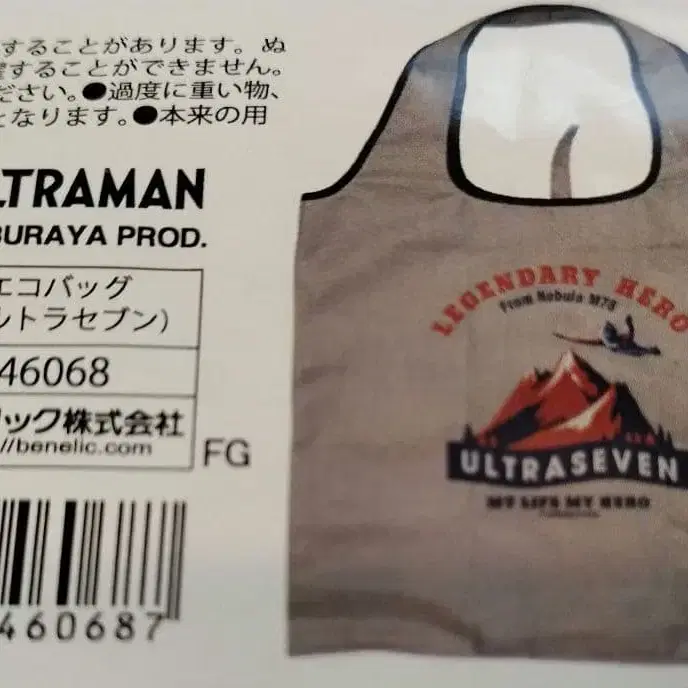 することがあります。ぬ
することができません。
ださい。●過度に重い物、
となります。●本来の用
LTRAMAN
BURAYA PROD.
エコバッグ
ルトラセブン）
46068
リック株式会社
//benelic.com
FG
460687
LEGENDARY HERO
From Nebula M78
ULTRASEVEN
MY LIFE MY HERO